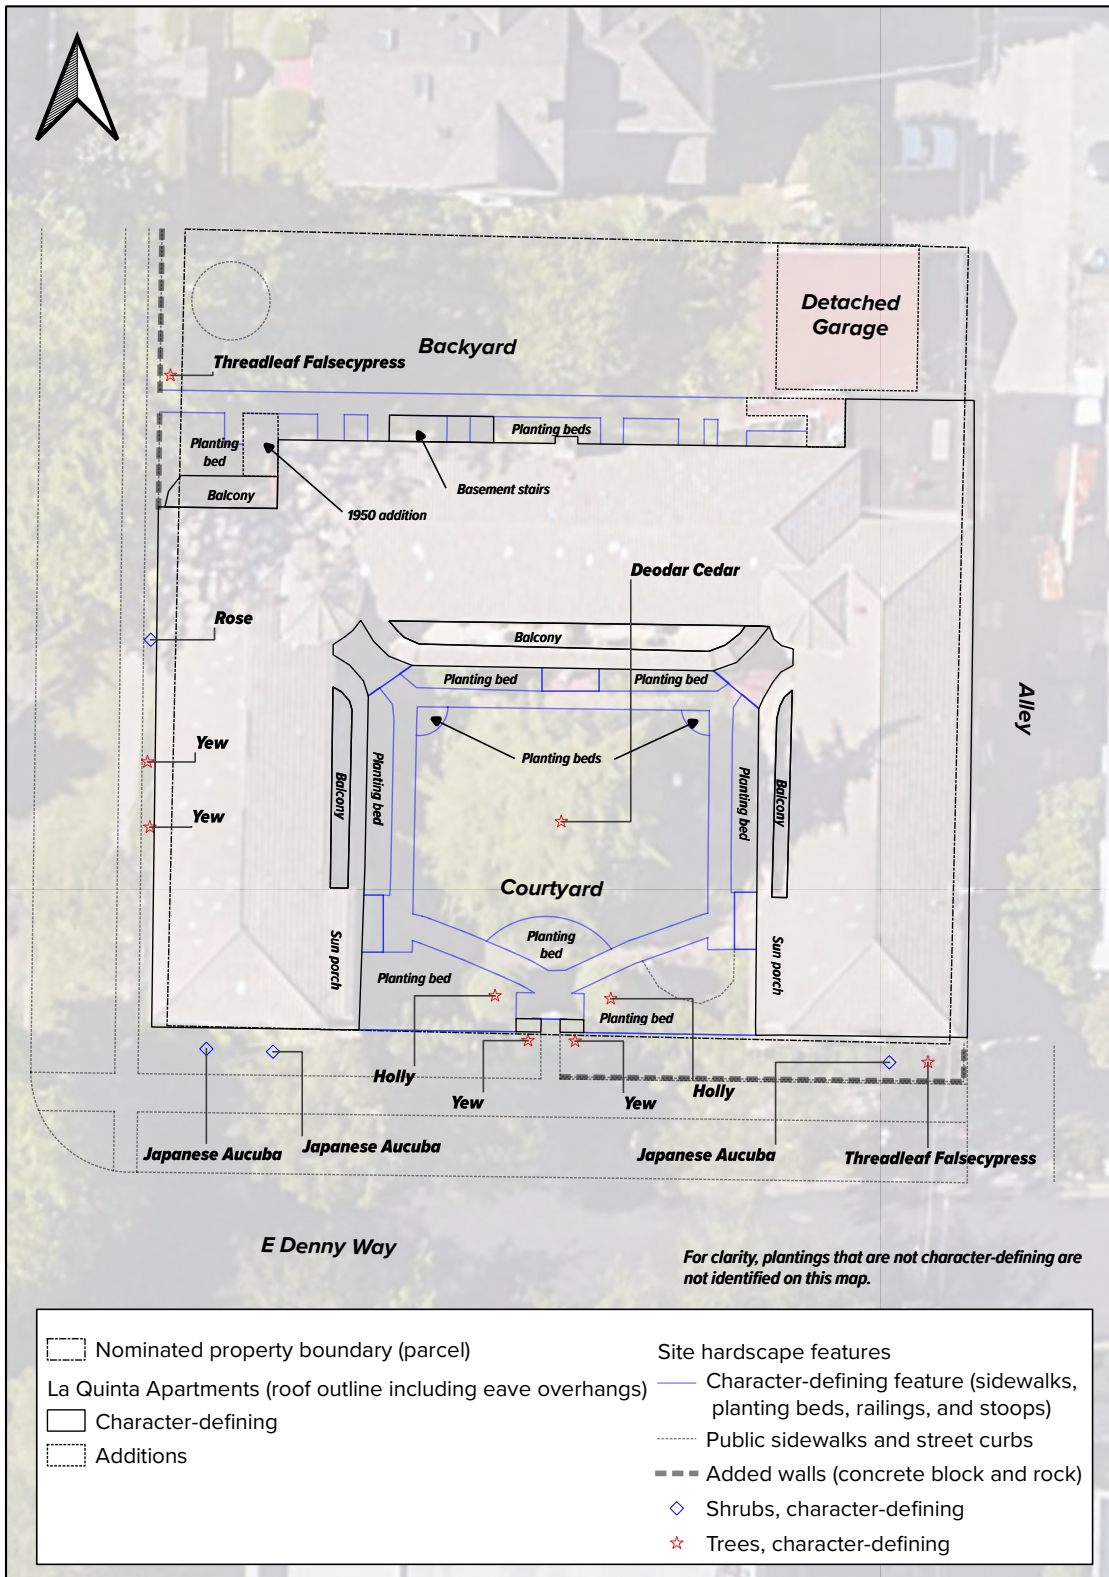 Detached
Garage
Backyard
Threadleaf Falsecypress
Planting beds
Planting
bed
Basement stairs
Balcony
1950 addition
Deodar Cedar
Rose
Balcony
Planting bed
Planting bed
Alley
Yew
Planting beds
Balcony
Planting bed
Planting bed
Balcony
Yew
Courtyard
Planting
bed
Sun porch
Sun porch
Planting bed
Planting bed
Holly
Holly
Yew
Yew
Japanese Aucuba
Japanese Aucuba
Japanese Aucuba
Threadleaf Falsecypress
E Denny Way
For clarity, plantings that are not character-defining are
not identified on this map.
Nominated property boundary (parcel)
La Quinta Apartments (roof outline including eave overhangs)
Character-defining
Additions
Site hardscape features
Character-defining feature (sidewalks,
planting beds, railings, and stoops)
Public sidewalks and street curbs
Added walls (concrete block and rock)
Shrubs, character-defining
Trees, character-defining